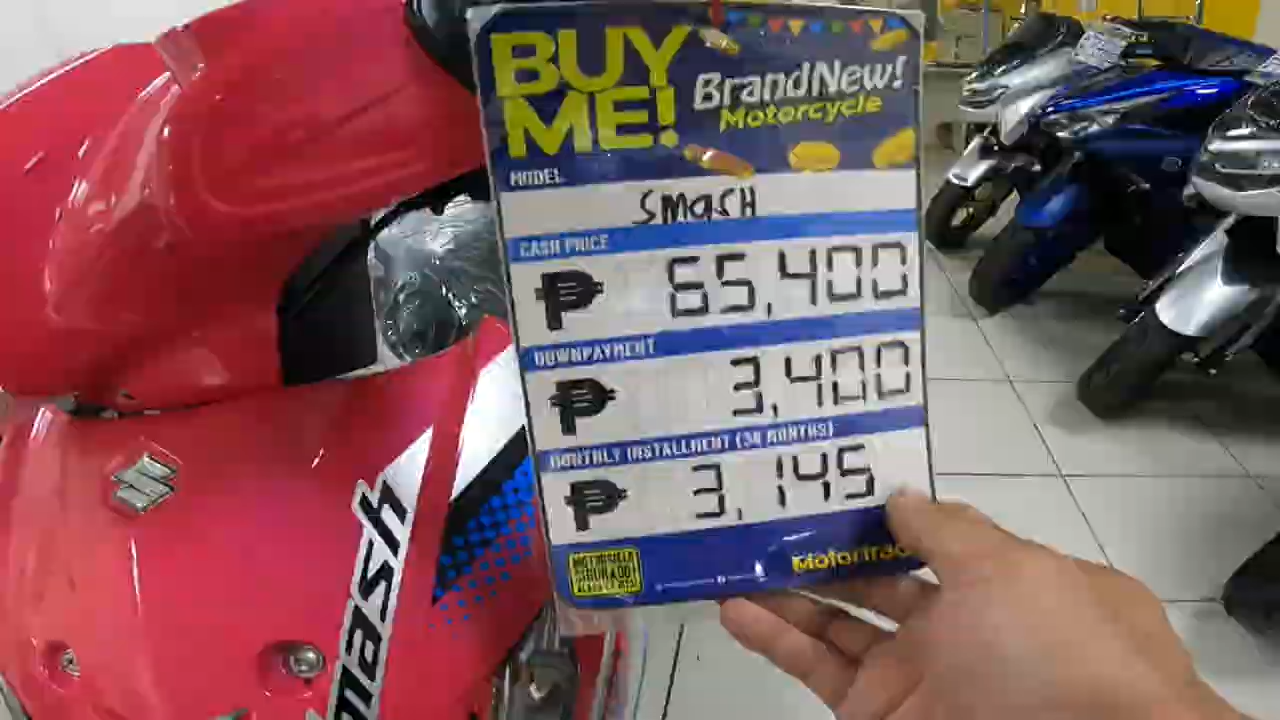 BUY
ME!
BrandNew!
Motorcycle
MODEL
SMASH
CASH PRICE
₱ 65,400
DOWNPAYMENT
₱ 3,400
MONTHLY INSTALLMENT (36 MONTHS)
₱ 3,145
MotorTrade
smash